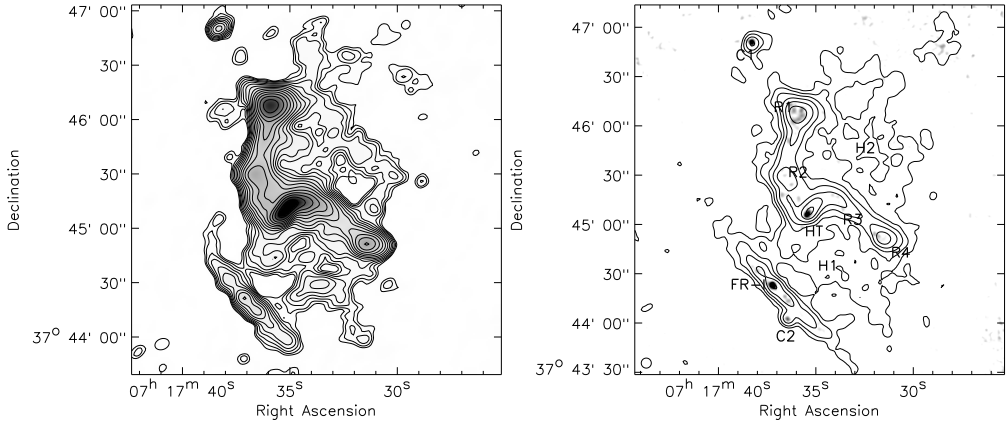 47' 00''
30''
46' 00''
30''
45' 00''
30''
37° 44' 00''
Declination
07ʰ 17ᵐ 40ˢ 35ˢ 30ˢ
Right Ascension
47' 00''
30''
46' 00''
30''
45' 00''
30''
44' 00''
37° 43' 30''
Declination
C1
R1
H2
R2
R3
HT
R4
H1
FR-I
C2
07ʰ 17ᵐ 40ˢ 35ˢ 30ˢ
Right Ascension